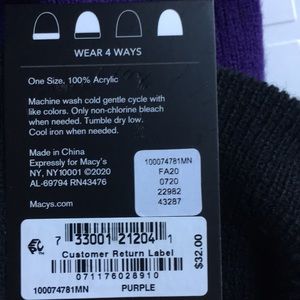 WEAR 4 WAYS
One Size, 100% Acrylic
Machine wash cold gentle cycle with
like colors. Only non-chlorine bleach
when needed. Tumble dry low.
Cool iron when needed.
Made in China
Expressly for Macy's
NY, NY10001 ©2020
AL-69794 RN43476
Macys.com
100074781MN
FA20
0720
22982
43287
7 33001 21204 1
Customer Return Label
071176028910
100074781MN PURPLE
$32.00